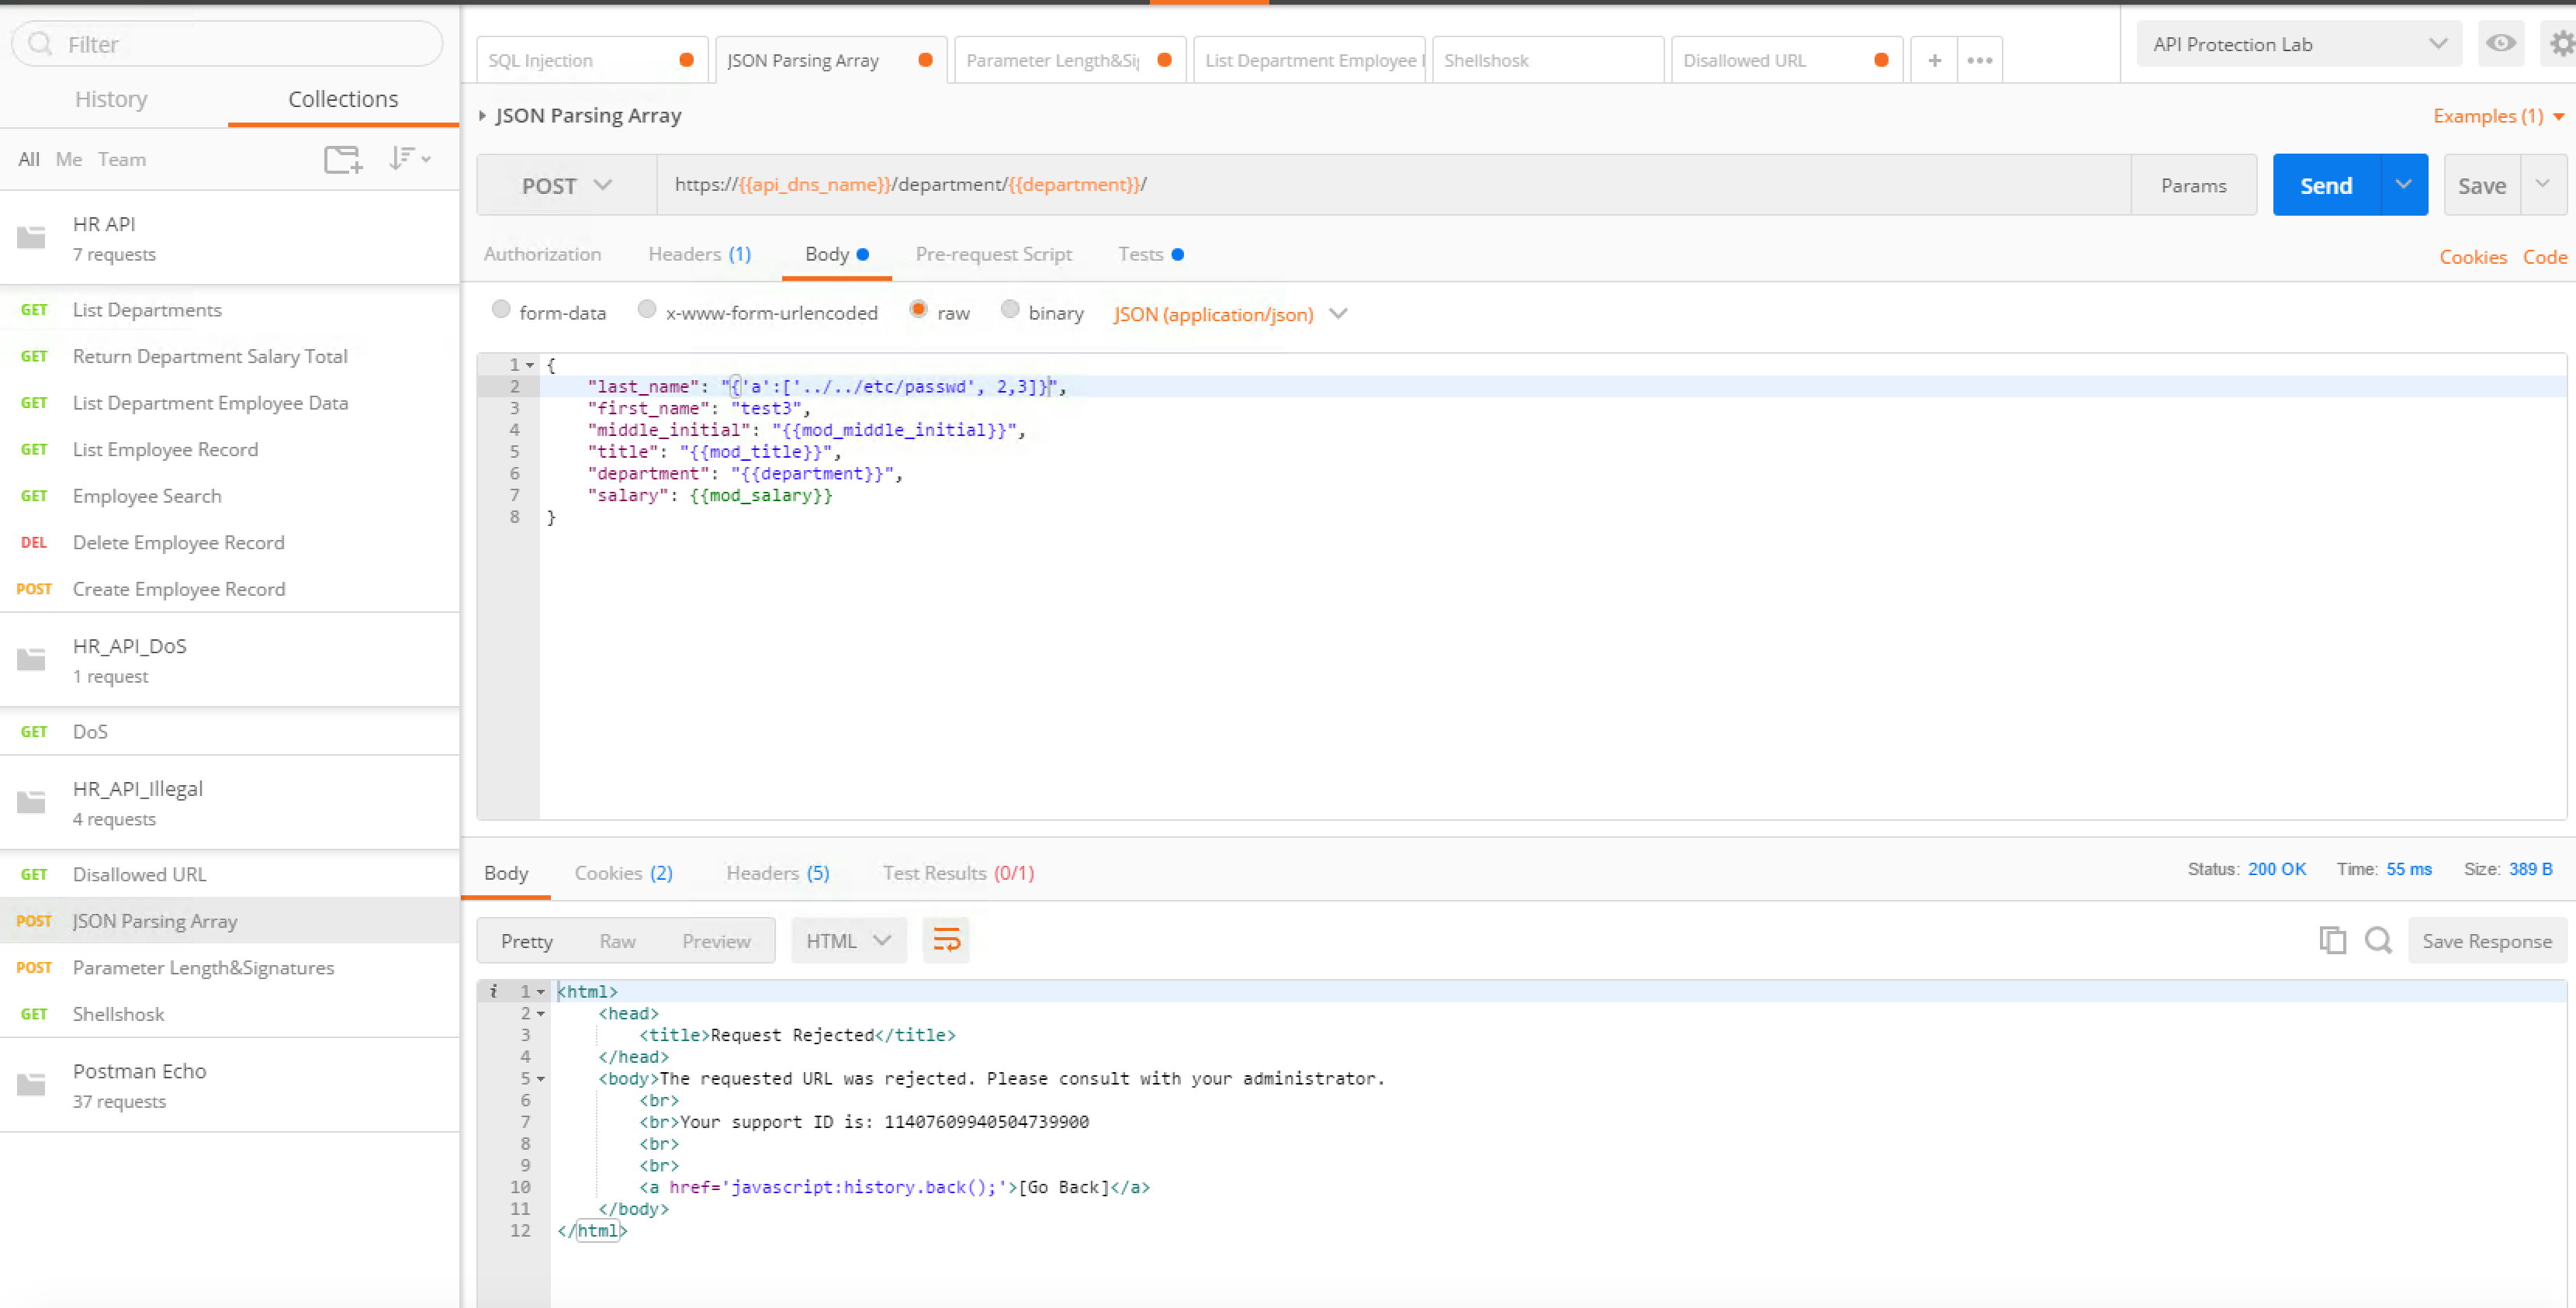 Filter
History Collections
All Me Team
HR API
7 requests
GET List Departments
GET Return Department Salary Total
GET List Department Employee Data
GET List Employee Record
GET Employee Search
DEL Delete Employee Record
POST Create Employee Record
HR_API_DoS
1 request
GET DoS
HR_API_Illegal
4 requests
GET Disallowed URL
POST JSON Parsing Array
POST Parameter Length&Signatures
GET Shellshosk
Postman Echo
37 requests
SQL Injection JSON Parsing Array Parameter Length&Si List Department Employee Shellshosk Disallowed URL + •••
API Protection Lab
JSON Parsing Array Examples (1)
POST https://{{api_dns_name}}/department/{{department}}/ Params Send Save
Authorization Headers (1) Body Pre-request Script Tests Cookies Code
form-data x-www-form-urlencoded raw binary JSON (application/json)
1 {
2 "last_name": "{'a':['../../etc/passwd', 2,3]}",
3 "first_name": "test3",
4 "middle_initial": "{{mod_middle_initial}}",
5 "title": "{{mod_title}}",
6 "department": "{{department}}",
7 "salary": {{mod_salary}}
8 }
Body Cookies (2) Headers (5) Test Results (0/1) Status: 200 OK Time: 55 ms Size: 389 B
Pretty Raw Preview HTML Save Response
i 1 <html>
2 <head>
3 <title>Request Rejected</title>
4 </head>
5 <body>The requested URL was rejected. Please consult with your administrator.
6 <br>
7 <br>Your support ID is: 11407609940504739900
8 <br>
9 <br>
10 <a href='javascript:history.back();'>[Go Back]</a>
11 </body>
12 </html>